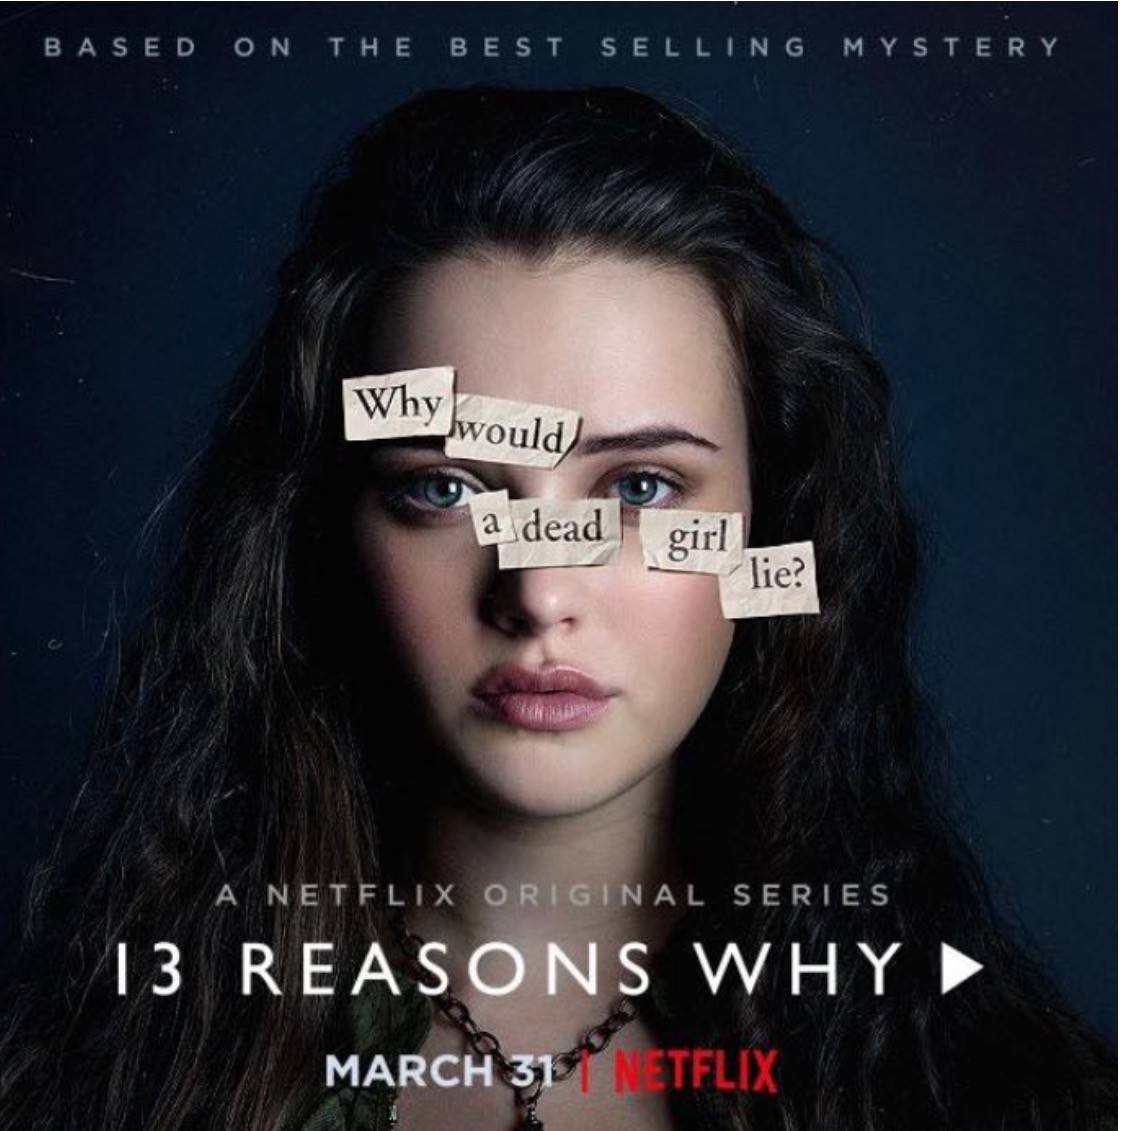 BASED ON THE BEST SELLING MYSTERY
Why would
a dead girl
lie?
A NETFLIX ORIGINAL SERIES
13 REASONS WHY
MARCH 31 | NETFLIX